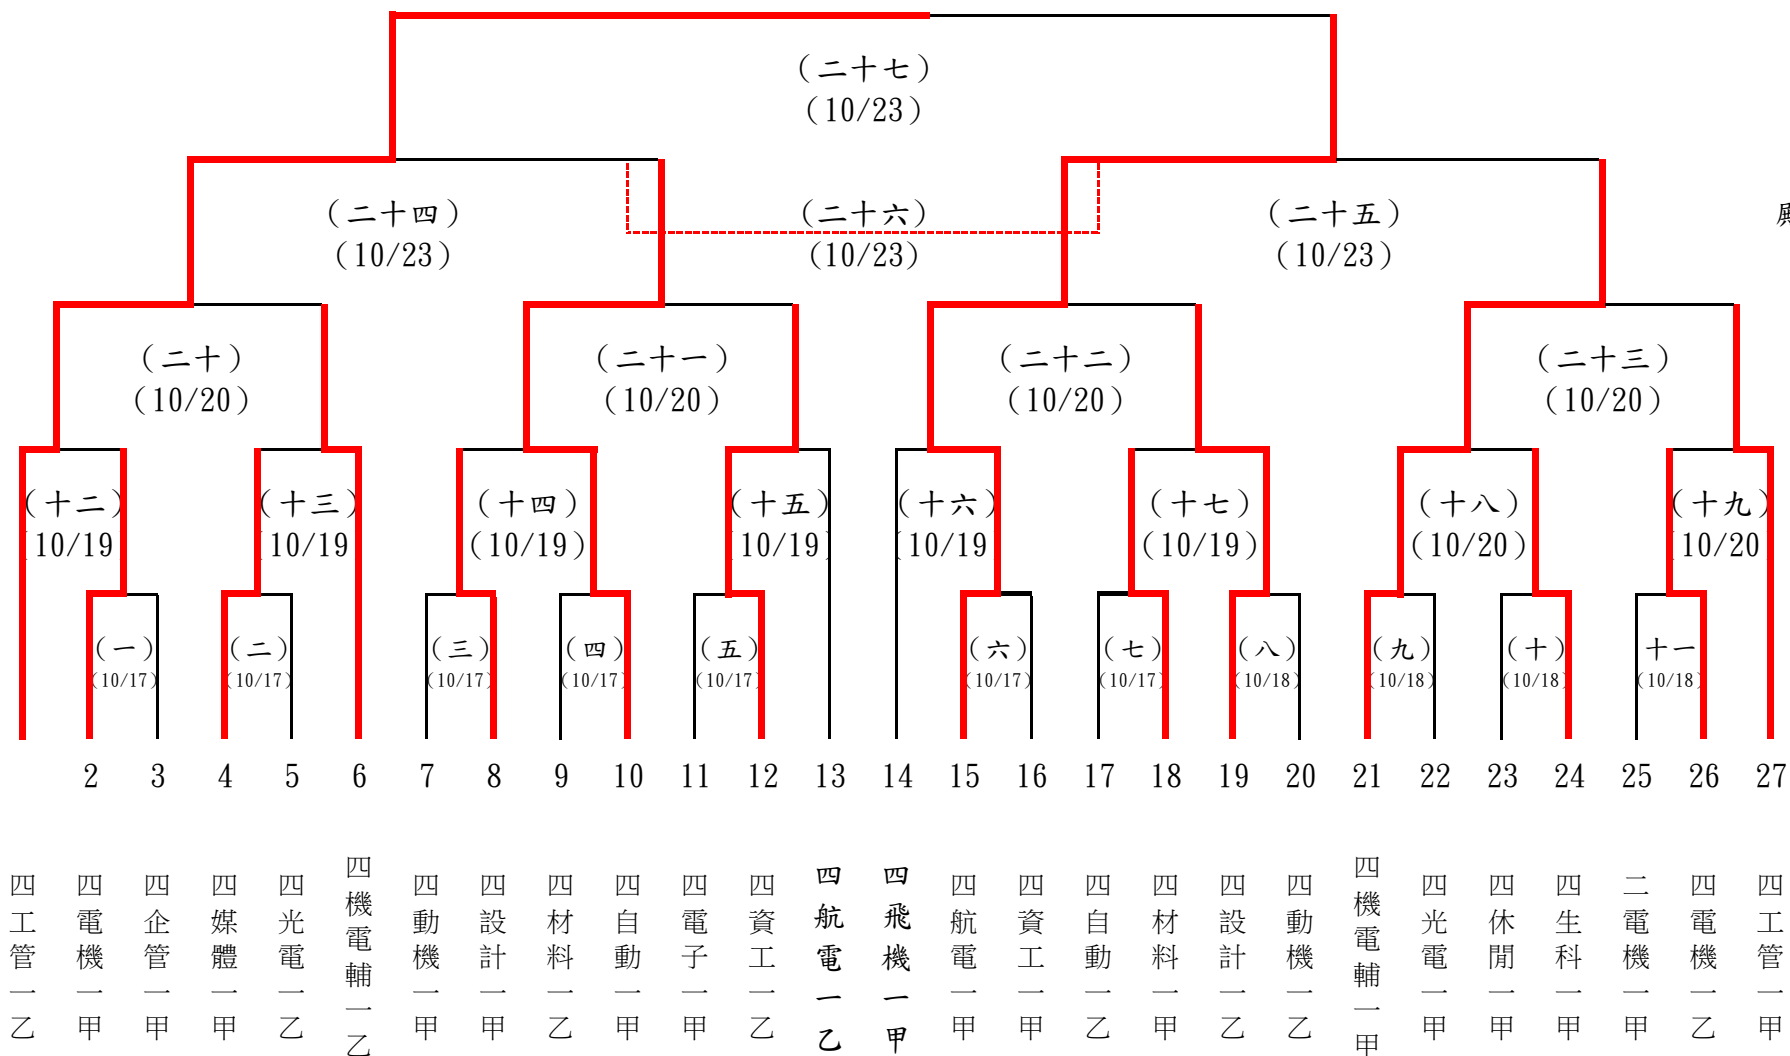 （二十七）
（10/23）
（二十四）
（10/23）
（二十六）
（10/23）
（二十五）
（10/23）
殿
（二十）
（10/20）
（二十一）
（10/20）
（二十二）
（10/20）
（二十三）
（10/20）
（十二）
（10/19
（十三）
（10/19
（十四）
（10/19）
（十五）
（10/19）
（十六）
（10/19
（十七）
（10/19）
（十八）
（10/20）
（十九）
（10/20
（一）
（10/17）
（二）
（10/17）
（三）
（10/17）
（四）
（10/17）
（五）
（10/17）
（六）
（10/17）
（七）
（10/17）
（八）
（10/18）
（九）
（10/18）
（十）
（10/18）
十一
（10/18）
2 3 4 5 6 7 8 9 10 11 12 13 14 15 16 17 18 19 20 21 22 23 24 25 26 27
四工管一乙
四電機一甲
四企管一甲
四媒體一甲
四光電一乙
四機電輔一乙
四動機一甲
四設計一甲
四材料一乙
四自動一甲
四電子一甲
四資工一乙
四航電一乙
四飛機一甲
四航電一甲
四資工一甲
四自動一乙
四材料一甲
四設計一乙
四動機一乙
四機電輔一甲
四光電一甲
四休閒一甲
四生科一甲
二電機一甲
四電機一乙
四工管一甲